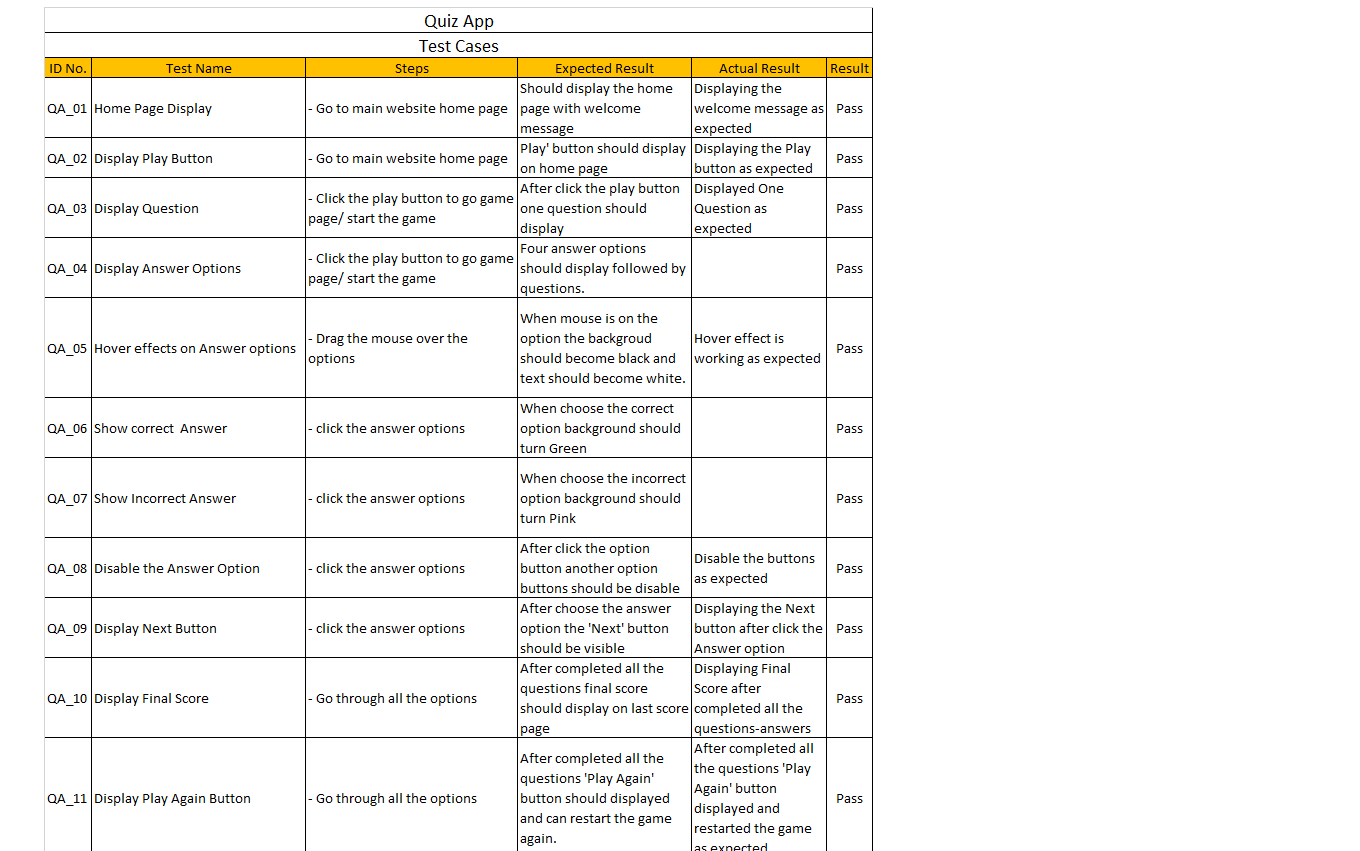 Quiz App
Test Cases
ID No. Test Name Steps Expected Result Actual Result Result
QA_01 Home Page Display - Go to main website home page Should display the home page with welcome message Displaying the welcome message as expected Pass
QA_02 Display Play Button - Go to main website home page Play' button should display on home page Displaying the Play button as expected Pass
QA_03 Display Question - Click the play button to go game page/ start the game After click the play button one question should display Displayed One Question as expected Pass
QA_04 Display Answer Options - Click the play button to go game page/ start the game Four answer options should display followed by questions. Pass
QA_05 Hover effects on Answer options - Drag the mouse over the options When mouse is on the option the backgroud should become black and text should become white. Hover effect is working as expected Pass
QA_06 Show correct  Answer - click the answer options When choose the correct option background should turn Green Pass
QA_07 Show Incorrect Answer - click the answer options When choose the incorrect option background should turn Pink Pass
QA_08 Disable the Answer Option - click the answer options After click the option button another option buttons should be disable Disable the buttons as expected Pass
QA_09 Display Next Button - click the answer options After choose the answer option the 'Next' button should be visible Displaying the Next button after click the Answer option Pass
QA_10 Display Final Score - Go through all the options After completed all the questions final score should display on last score page Displaying Final Score after completed all the questions-answers Pass
QA_11 Display Play Again Button - Go through all the options After completed all the questions 'Play Again' button should displayed and can restart the game again. After completed all the questions 'Play Again' button displayed and restarted the game as expected Pass